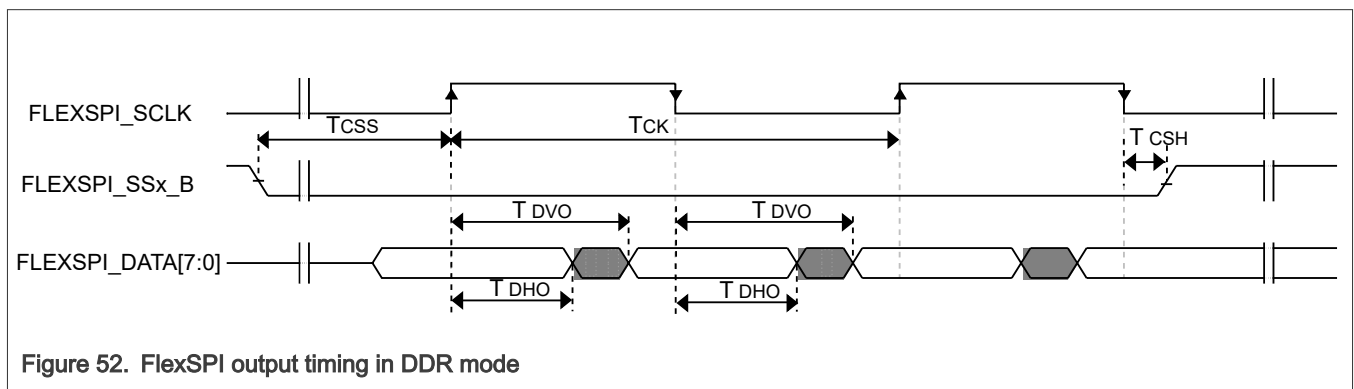 FLEXSPI_SCLK
TCSS
TCK
T CSH
FLEXSPI_SSx_B
T DVO
T DVO
FLEXSPI_DATA[7:0]
T DHO
T DHO
Figure 52. FlexSPI output timing in DDR mode